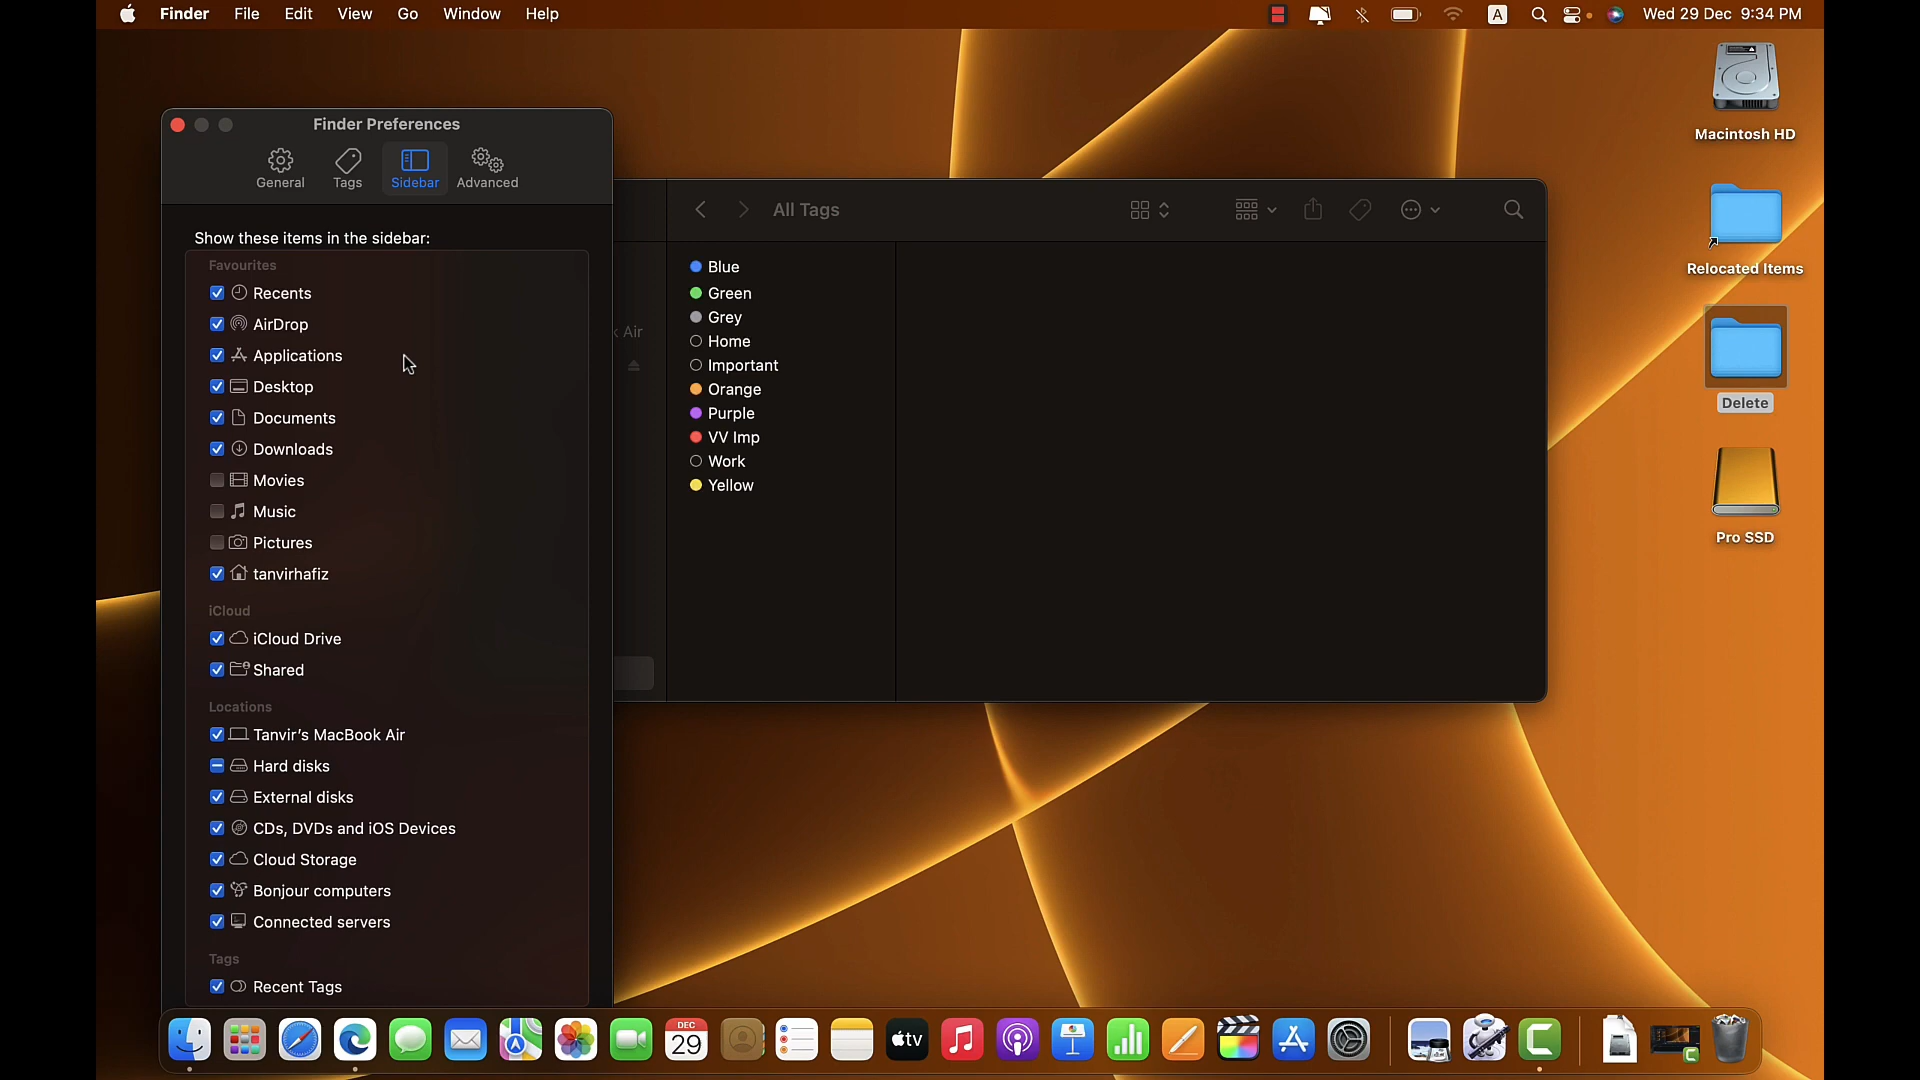 Finder File Edit View Go Window Help
A
Wed 29 Dec 9:34 PM
Macintosh HD
Relocated Items
Delete
Pro SSD
Finder Preferences
General Tags Sidebar Advanced
Show these items in the sidebar:
Favourites
Recents
AirDrop
Applications
Desktop
Documents
Downloads
Movies
Music
Pictures
tanvirhafiz
iCloud
iCloud Drive
Shared
Locations
Tanvir's MacBook Air
Hard disks
External disks
CDs, DVDs and iOS Devices
Cloud Storage
Bonjour computers
Connected servers
Tags
Recent Tags
Air
All Tags
Blue
Green
Grey
Home
Important
Orange
Purple
VV Imp
Work
Yellow
DEC
29
tv